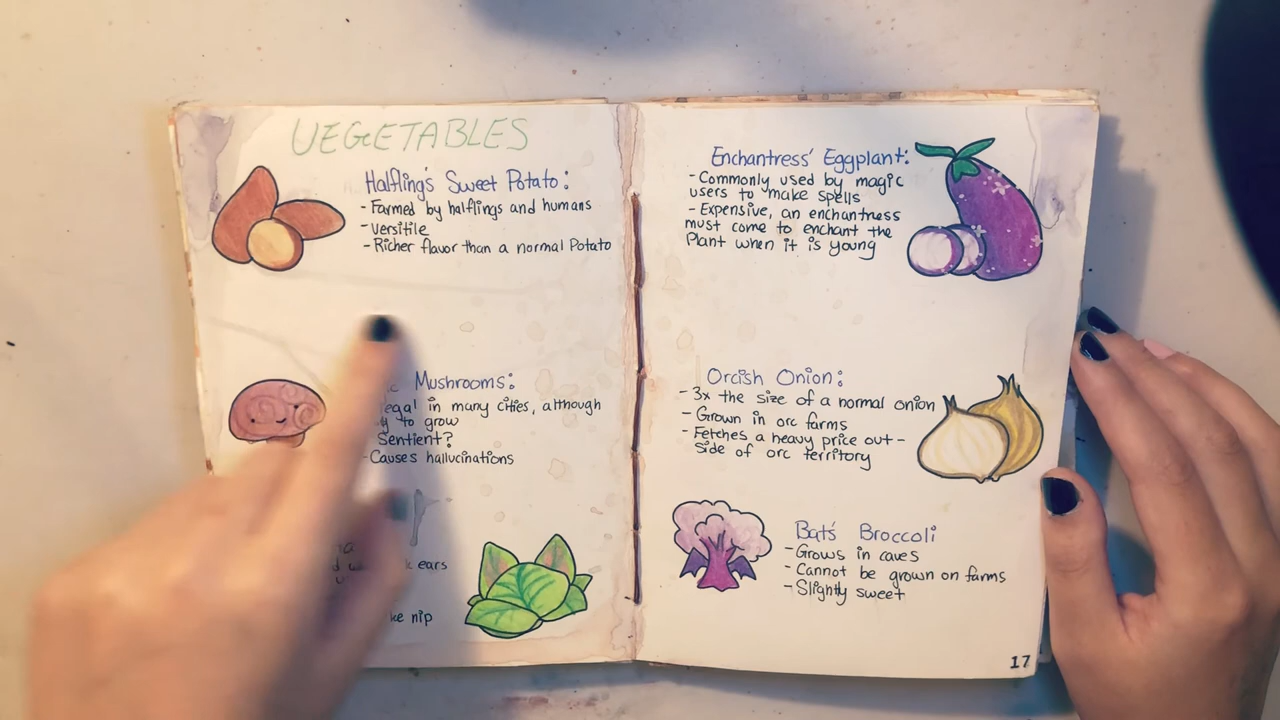 VEGETABLES
Halfling's Sweet Potato:
- Farmed by halflings and humans
- Versitile
- Richer flavor than a normal Potato
Mushrooms:
in many cities, although
to grow
Sentient?
- Causes hallucinations
ears
nip
Enchantress' Eggplant:
- Commonly used by magic
users to make spells
- Expensive, an enchantress
must come to enchant the
Plant when it is young
Orcish Onion:
- 3x the size of a normal onion
- Grown in orc farms
- Fetches a heavy price out-
side of orc territory
Bat's Broccoli
- Grows in caves
- Cannot be grown on farms
- Slightly sweet
17